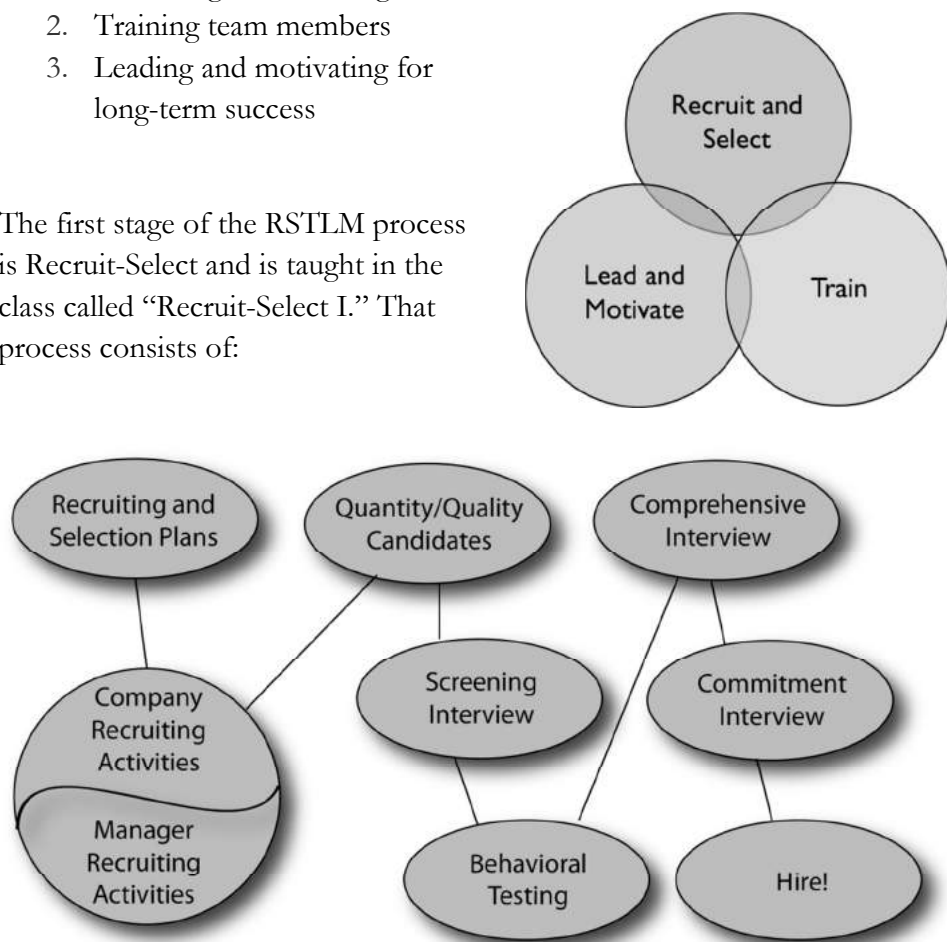 2. Training team members
3. Leading and motivating for
long-term success
Recruit and
Select
Lead and
Motivate
Train
The first stage of the RSTLM process
is Recruit-Select and is taught in the
class called “Recruit-Select I.” That
process consists of:
Recruiting and
Selection Plans
Company
Recruiting
Activities
Manager
Recruiting
Activities
Quantity/Quality
Candidates
Screening
Interview
Behavioral
Testing
Comprehensive
Interview
Commitment
Interview
Hire!